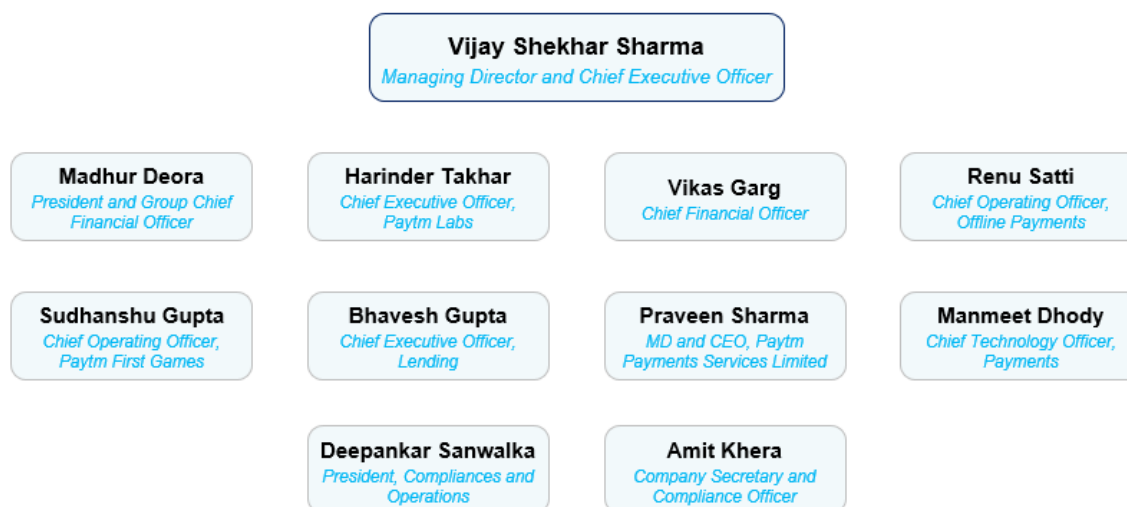 Vijay Shekhar Sharma
Managing Director and Chief Executive Officer
Madhur Deora
President and Group Chief
Financial Officer
Harinder Takhar
Chief Executive Officer,
Paytm Labs
Vikas Garg
Chief Financial Officer
Renu Satti
Chief Operating Officer,
Offline Payments
Sudhanshu Gupta
Chief Operating Officer,
Paytm First Games
Bhavesh Gupta
Chief Executive Officer,
Lending
Praveen Sharma
MD and CEO, Paytm
Payments Services Limited
Manmeet Dhody
Chief Technology Officer,
Payments
Deepankar Sanwalka
President, Compliances and
Operations
Amit Khera
Company Secretary and
Compliance Officer